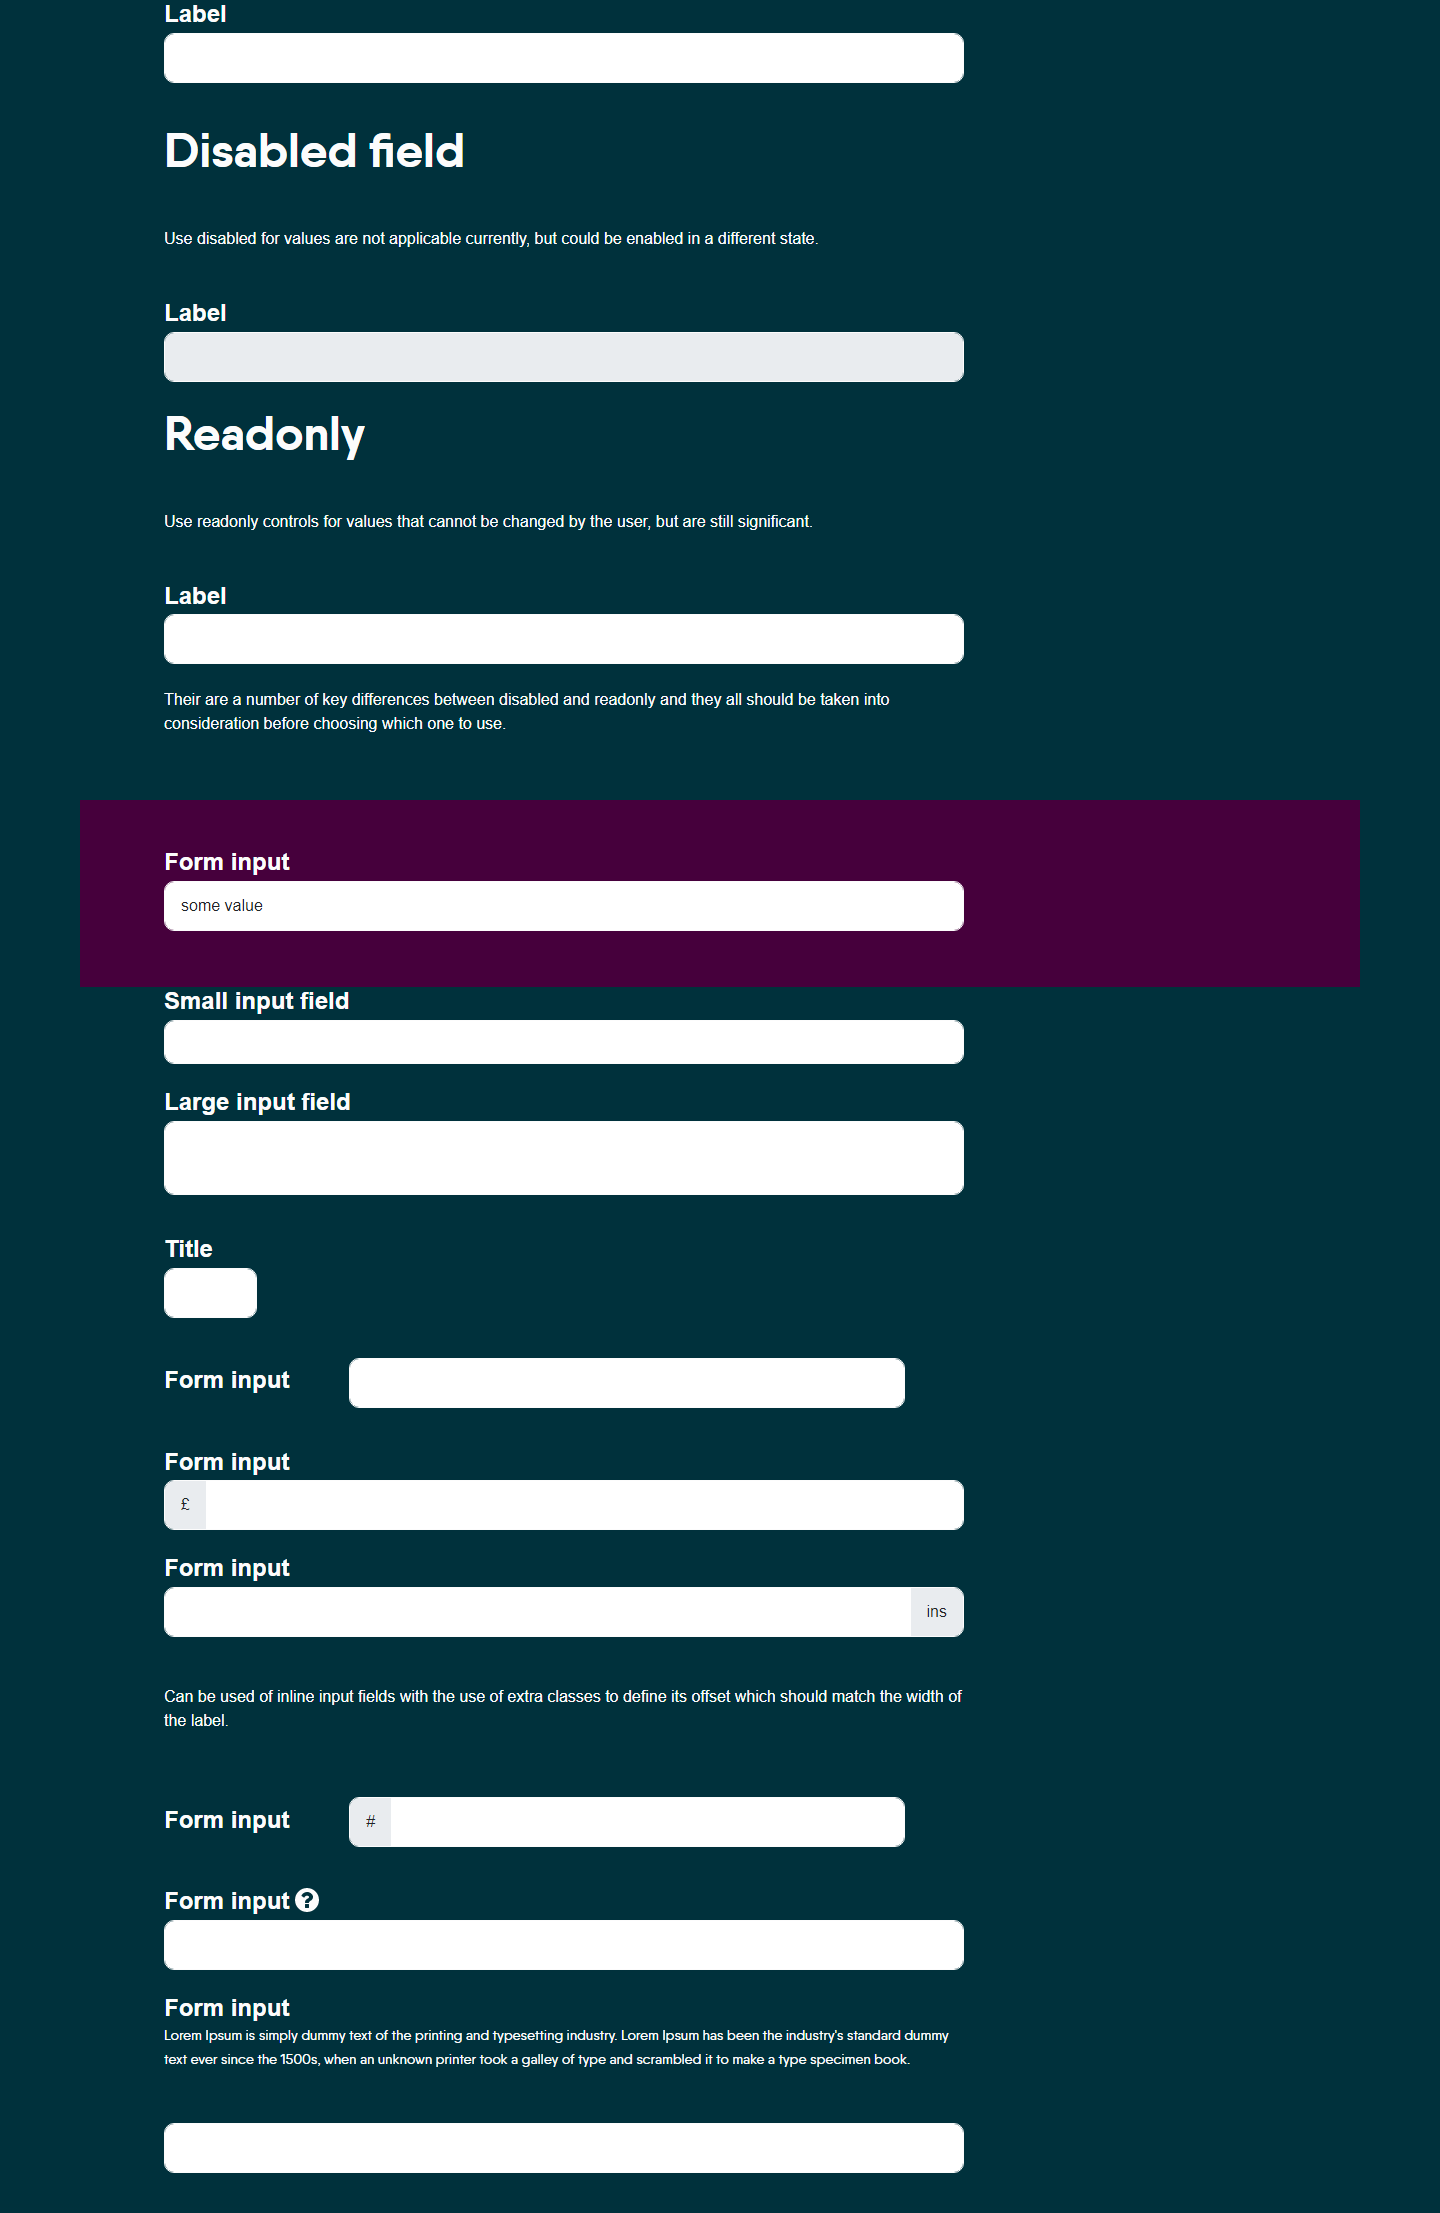 Label
Disabled field
Use disabled for values are not applicable currently, but could be enabled in a different state.
Label
Readonly
Use readonly controls for values that cannot be changed by the user, but are still significant.
Label
Their are a number of key differences between disabled and readonly and they all should be taken into
consideration before choosing which one to use.
Form input
some value
Small input field
Large input field
Title
Form input
Form input
£
Form input
ins
Can be used of inline input fields with the use of extra classes to define its offset which should match the width of
the label.
Form input
#
Form input ?
Form input
Lorem Ipsum is simply dummy text of the printing and typesetting industry. Lorem Ipsum has been the industry's standard dummy
text ever since the 1500s, when an unknown printer took a galley of type and scrambled it to make a type specimen book.